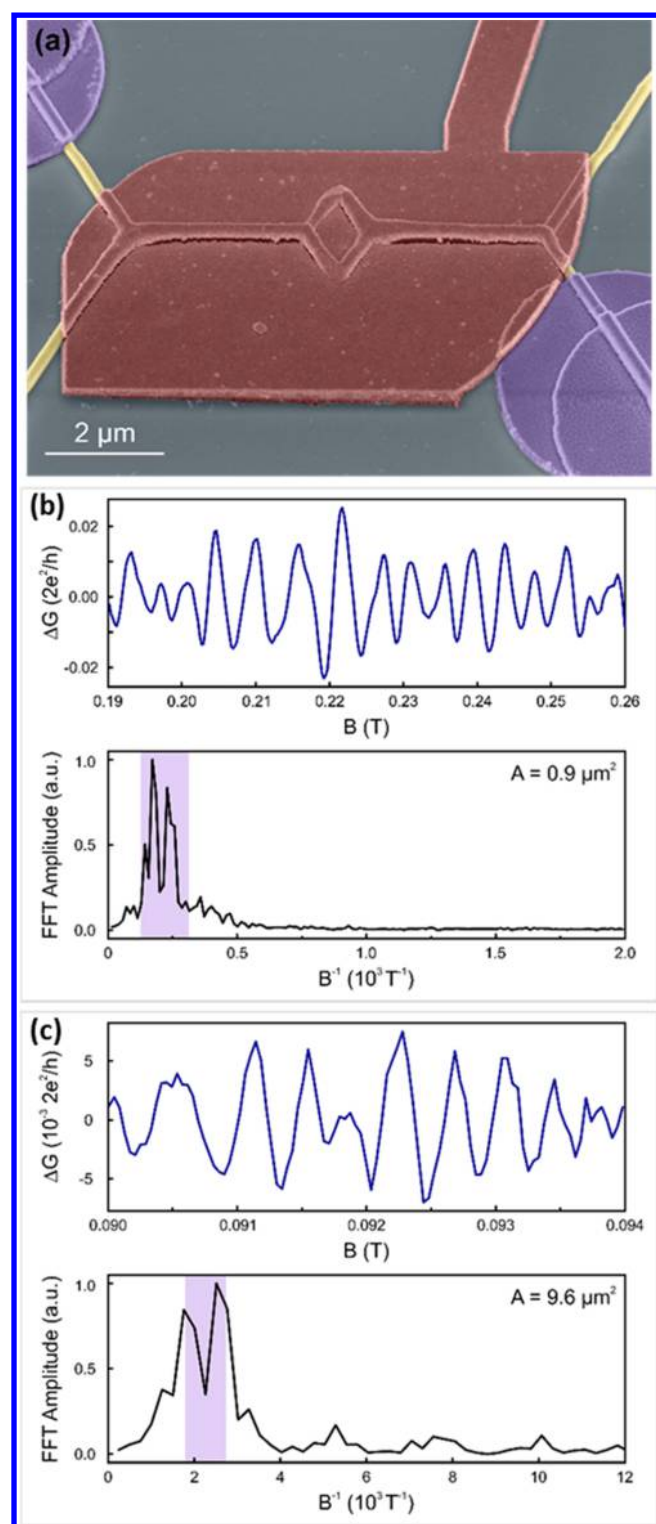 (a)
2 μm
(b)
ΔG (2e²/h)
0.02
0.00
-0.02
0.19 0.20 0.21 0.22 0.23 0.24 0.25 0.26
B (T)
FFT Amplitude (a.u.)
1.0
0.5
0.0
A = 0.9 μm²
0 0.5 1.0 1.5 2.0
B⁻¹ (10³ T⁻¹)
(c)
ΔG (10⁻³ 2e²/h)
5
0
-5
0.090 0.091 0.092 0.093 0.094
B (T)
FFT Amplitude (a.u.)
1.0
0.5
0.0
A = 9.6 μm²
0 2 4 6 8 10 12
B⁻¹ (10³ T⁻¹)